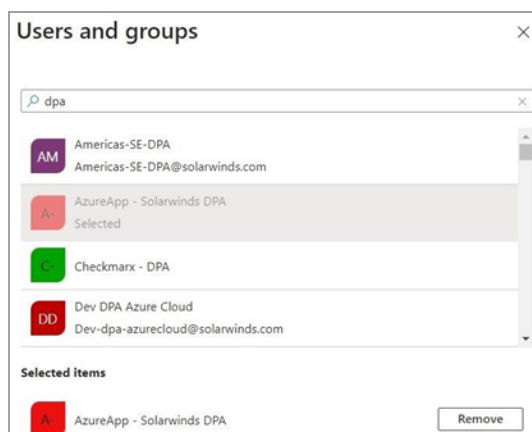 Users and groups
dpa
AM
Americas-SE-DPA
Americas-SE-DPA@solarwinds.com
A-
AzureApp - Solarwinds DPA
Selected
C-
Checkmarx - DPA
DD
Dev DPA Azure Cloud
Dev-dpa-azurecloud@solarwinds.com
Selected items
A-
AzureApp - Solarwinds DPA
Remove